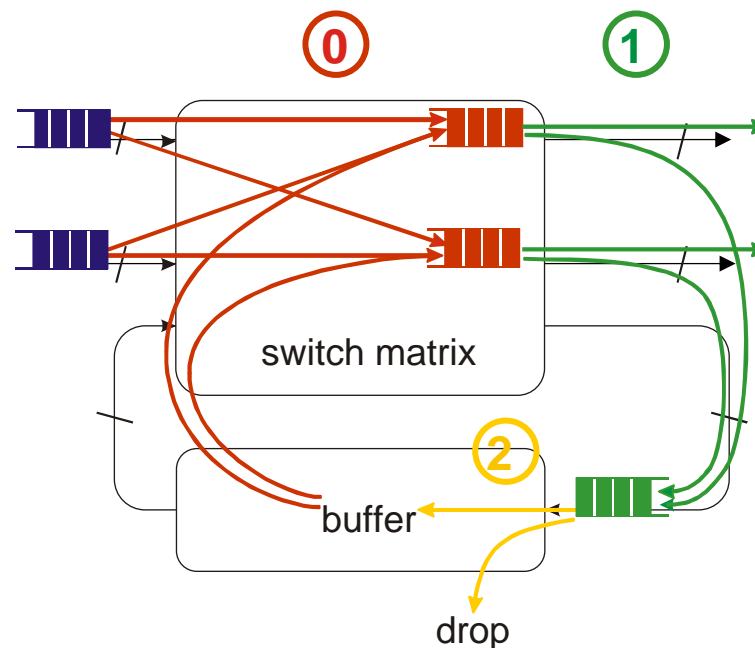 0
1
switch matrix
2
buffer
drop